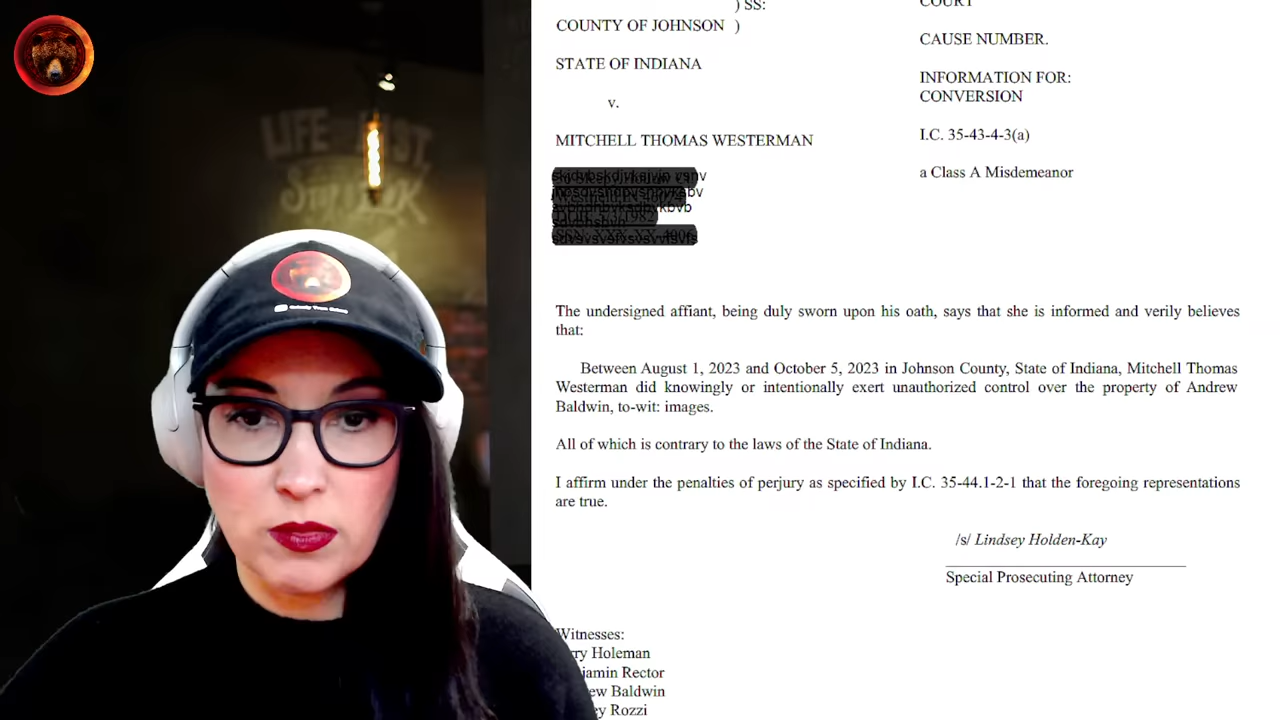 LIFE
COUNTY OF JOHNSON )
) SS:
STATE OF INDIANA
v.
MITCHELL THOMAS WESTERMAN
COURT
CAUSE NUMBER.
INFORMATION FOR:
CONVERSION
I.C. 35-43-4-3(a)
a Class A Misdemeanor
The undersigned affiant, being duly sworn upon his oath, says that she is informed and verily believes
that:
Between August 1, 2023 and October 5, 2023 in Johnson County, State of Indiana, Mitchell Thomas
Westerman did knowingly or intentionally exert unauthorized control over the property of Andrew
Baldwin, to-wit: images.
All of which is contrary to the laws of the State of Indiana.
I affirm under the penalties of perjury as specified by I.C. 35-44.1-2-1 that the foregoing representations
are true.
/s/ Lindsey Holden-Kay
Special Prosecuting Attorney
Witnesses:
rry Holeman
jamin Rector
ew Baldwin
ey Rozzi